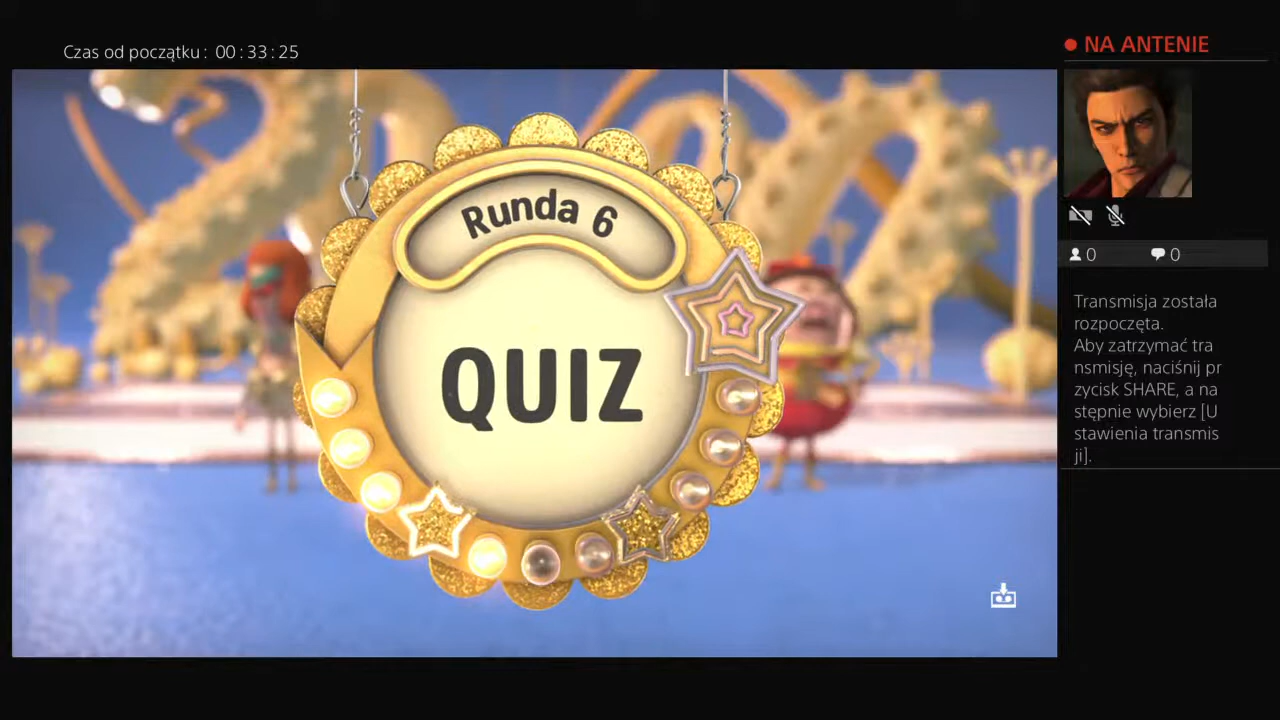 Czas od początku : 00 : 33 : 25
NA ANTENIE
Runda 6
QUIZ
0 0
Transmisja została
rozpoczęta.
Aby zatrzymać tra
nsmisję, naciśnij pr
zycisk SHARE, a na
stępnie wybierz [U
stawienia transmis
ji].